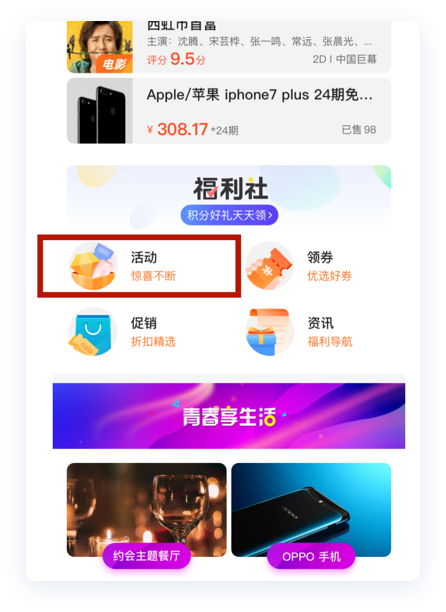 西虹市首富
主演：沈腾、宋芸桦、张一鸣、常远、张晨光、...
电影
评分 9.5分
2D I 中国巨幕
Apple/苹果 iphone7 plus 24期免...
¥ 308.17 *24期
已售 98
福利社
积分好礼天天领>
活动
惊喜不断
领券
优选好券
促销
折扣精选
资讯
福利导航
青春享生活
约会主题餐厅
OPPO 手机
oppo